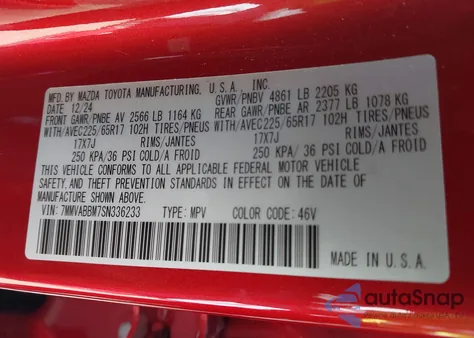 MFD BY MAZDA TOYOTA MANUFACTURING, U.S.A. INC.
DATE 12/24 GVWR/PNBV 4861 LB 2205 KG
FRONT GAWR/PNBE AV 2566 LB 1164 KG REAR GAWR/PNBE AR 2377 LB 1078 KG
WITH/AVEC225/65R17 102H TIRES/PNEUS WITH/AVEC225/65R17 102H TIRES/PNEUS
17X7J RIMS/JANTES 17X7J RIMS/JANTES
250 KPA/36 PSI COLD/A FROID 250 KPA/36 PSI COLD/A FROID
THIS VEHICLE CONFORMS TO ALL APPLICABLE FEDERAL MOTOR VEHICLE
SAFETY, AND THEFT PREVENTION STANDARDS IN EFFECT ON THE DATE OF
MANUFACTURE SHOWN ABOVE.
VIN: 7MMVABBM7SN336233 TYPE: MPV COLOR CODE: 46V
MADE IN U.S.A.
autoSnap